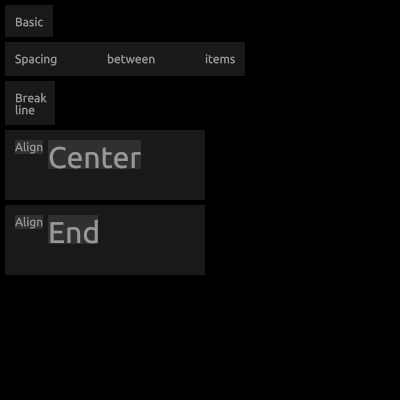 Basic
Spacing between items
Break
line
Align Center
Align End